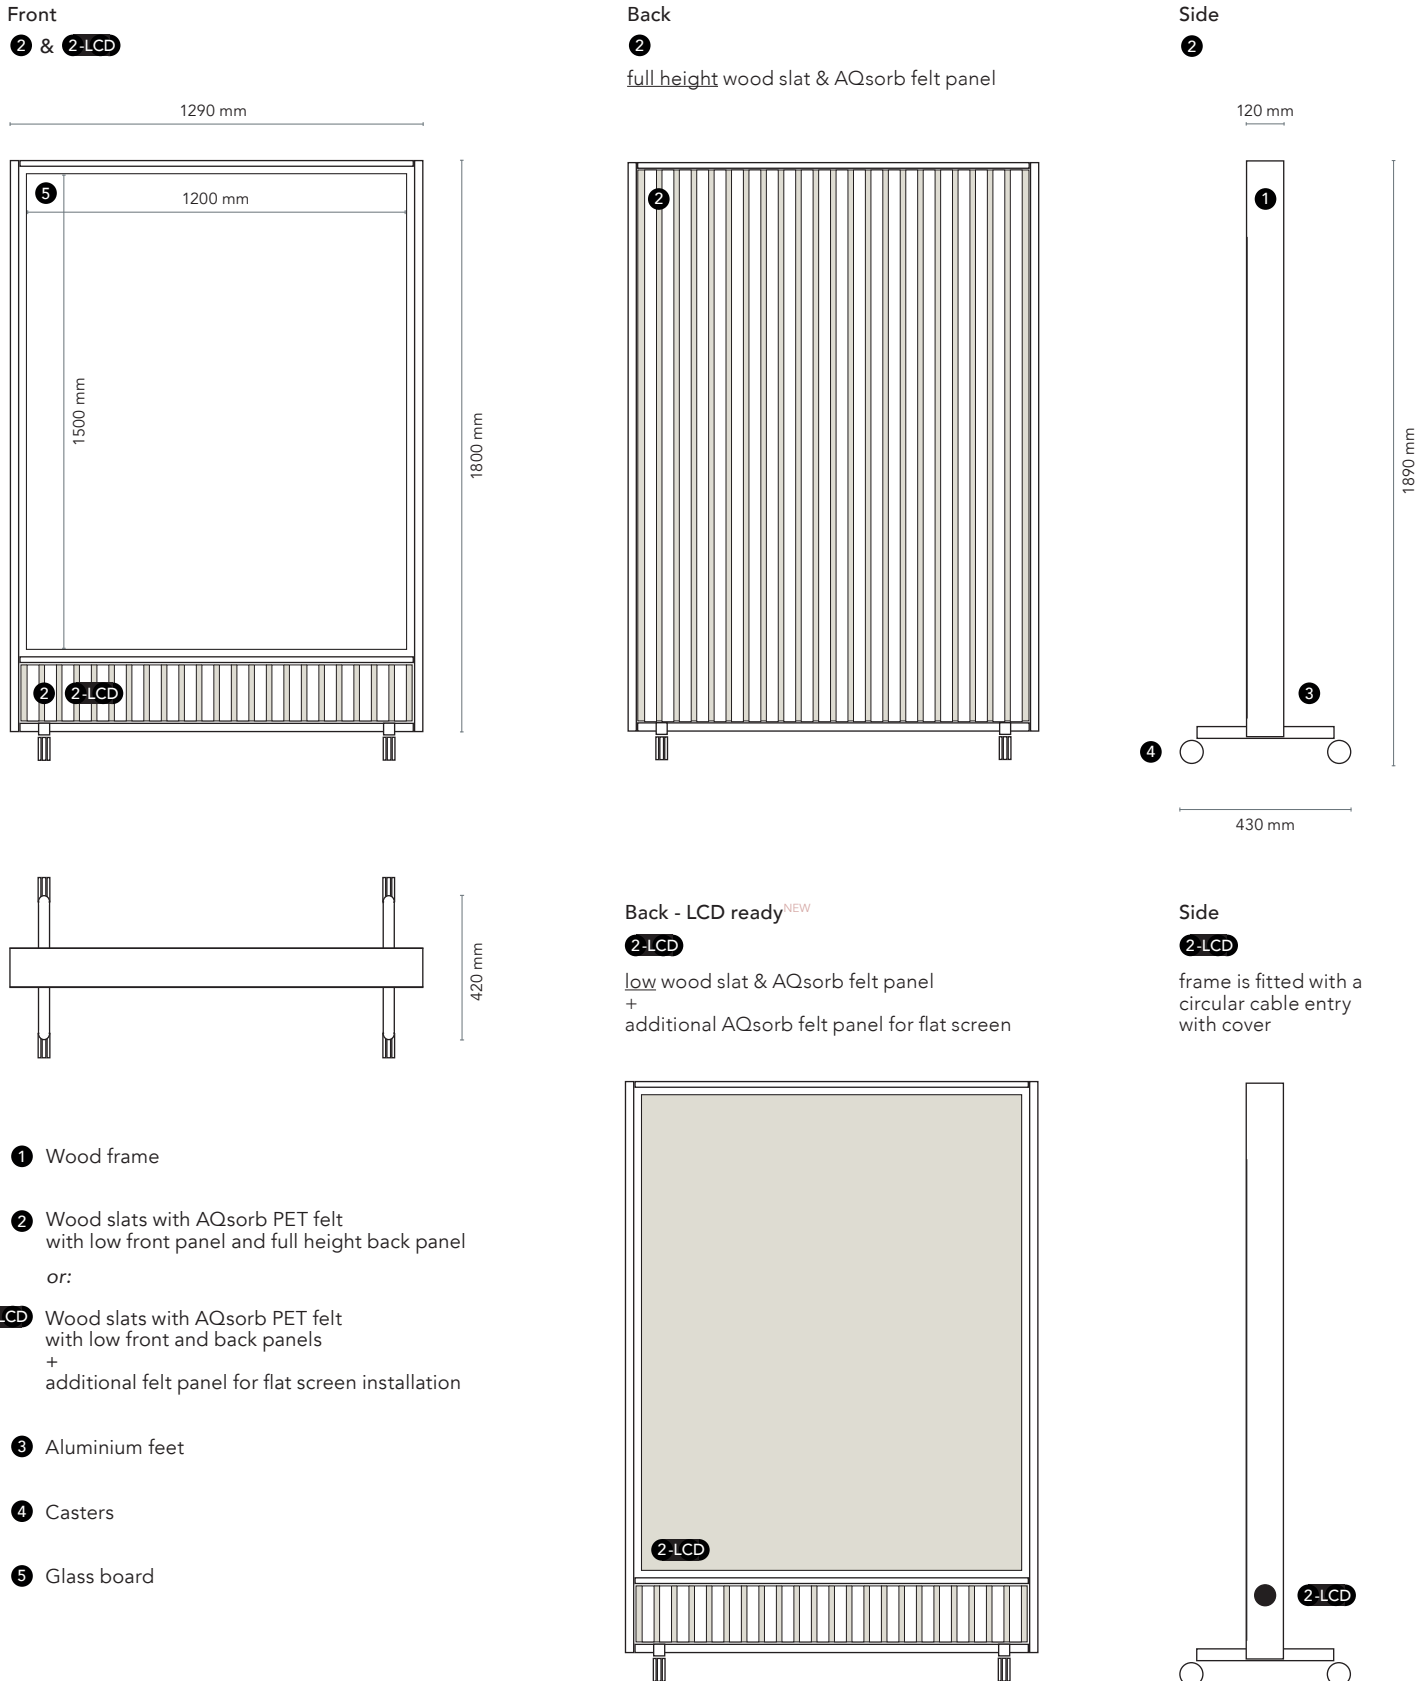 Front
2 & 2-LCD
1290 mm
5
1200 mm
1500 mm
1800 mm
2 2-LCD
Back
2
full height wood slat & AQsorb felt panel
2
Side
2
120 mm
1
1890 mm
3
4
430 mm
420 mm
1 Wood frame
2 Wood slats with AQsorb PET felt
with low front panel and full height back panel
or:
LCD Wood slats with AQsorb PET felt
with low front and back panels
+
additional felt panel for flat screen installation
3 Aluminium feet
4 Casters
5 Glass board
Back - LCD ready NEW
2-LCD
low wood slat & AQsorb felt panel
+
additional AQsorb felt panel for flat screen
2-LCD
Side
2-LCD
frame is fitted with a
circular cable entry
with cover
2-LCD